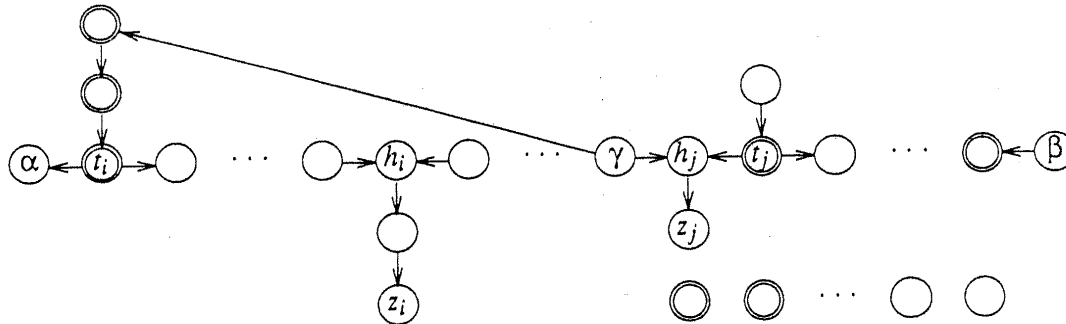 α t_i ··· h_i ··· γ h_j t_j ··· β
z_j
z_i ···